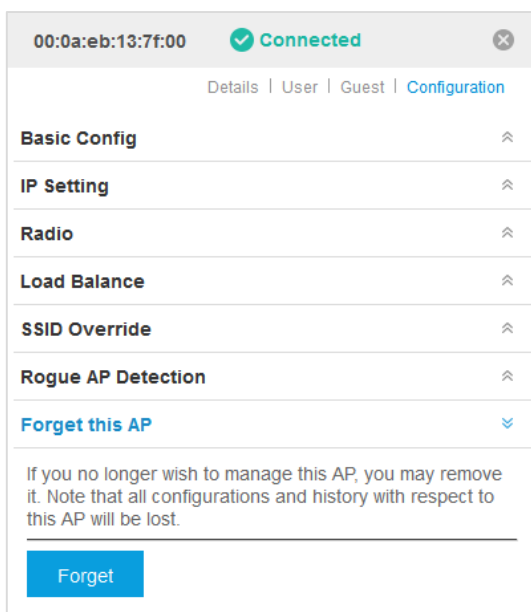 00:0a:eb:13:7f:00 Connected
Details | User | Guest | Configuration
Basic Config
IP Setting
Radio
Load Balance
SSID Override
Rogue AP Detection
Forget this AP
If you no longer wish to manage this AP, you may remove
it. Note that all configurations and history with respect to
this AP will be lost.
Forget